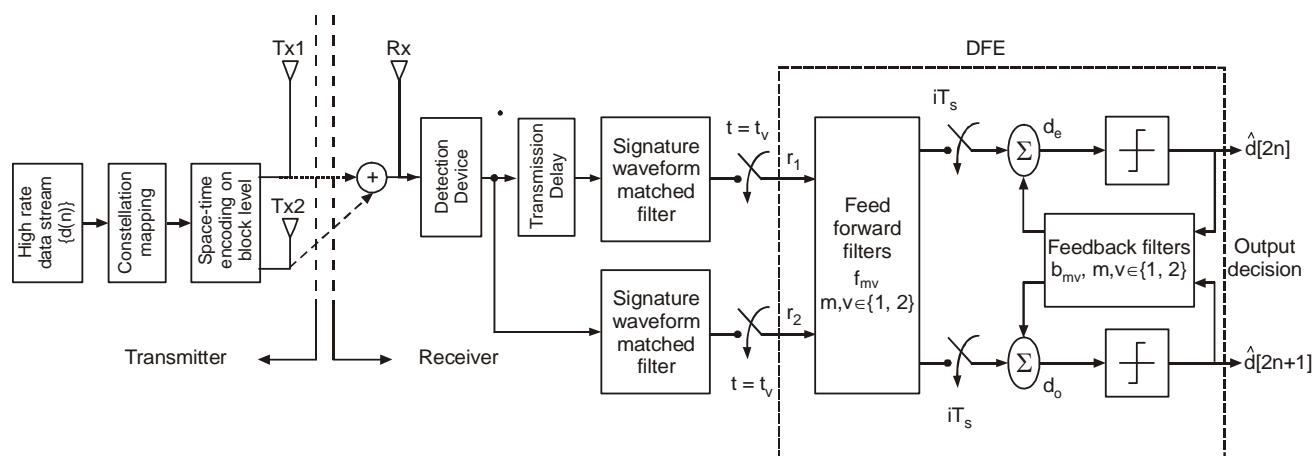 Tx1
Rx
DFE
High rate
data stream
{d(n)}
Constellation
mapping
Space-time
encoding on
block level
Tx2
+
Detection
Device
Transmission
Delay
Signature
waveform
matched
filter
t = t_v
r_1
Signature
waveform
matched
filter
t = t_v
r_2
Feed
forward
filters
f_mv
m,v∈{1, 2}
iT_s
Σ
d_e
d̂[2n]
Feedback filters
b_mv, m,v∈{1, 2}
Output
decision
iT_s
Σ
d_o
d̂[2n+1]
Transmitter
Receiver